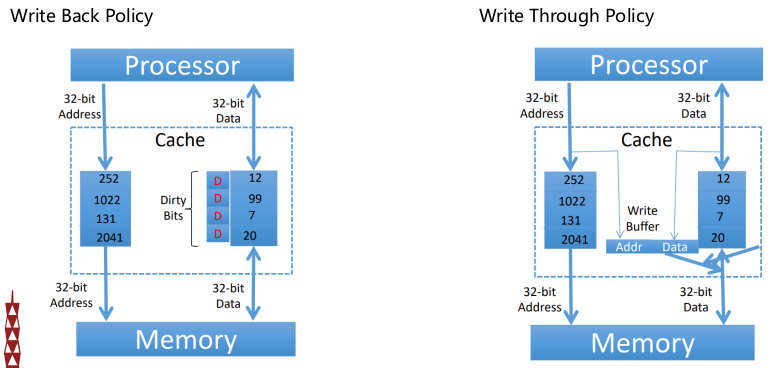 Write Back Policy
Processor
32-bit
Address
32-bit
Data
Cache
252
1022
131
2041
Dirty
Bits
D
D
D
D
12
99
7
20
32-bit
Address
32-bit
Data
Memory
Write Through Policy
Processor
32-bit
Address
32-bit
Data
Cache
252
1022
131
2041
Write
Buffer
Addr Data
12
99
7
20
32-bit
Address
32-bit
Data
Memory